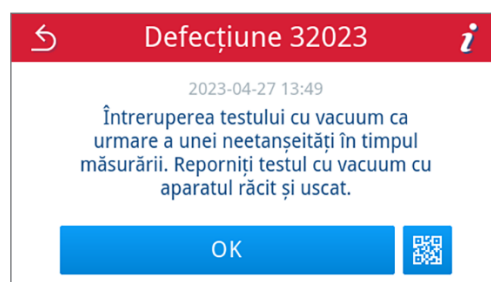 Defecțiune 32023
i
2023-04-27 13:49
Întreruperea testului cu vacuum ca
urmare a unei neetanșeități în timpul
măsurării. Reporniți testul cu vacuum cu
aparatul răcit și uscat.
OK